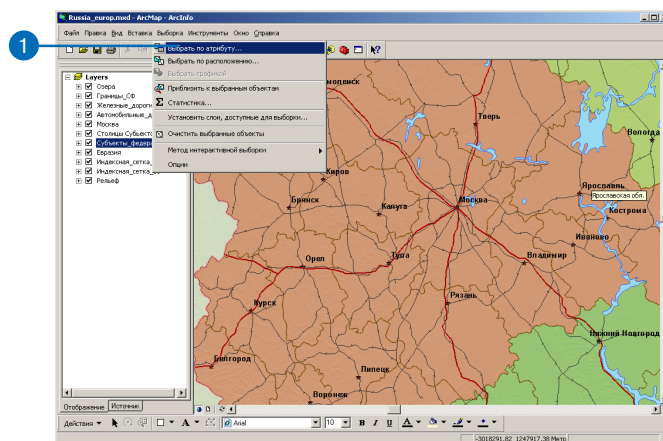 Russia_europ.mxd - ArcMap - ArcInfo
Файл Правка Вид Вставка Выборка Инструменты Окно Справка
1
Выбрать по атрибуту...
Выбрать по расположению...
Выбрать графикой
Приблизить к выбранным объектам
Статистика...
Установить слои, доступные для выборки...
Очистить выбранные объекты
Метод интерактивной выборки
Опции
Layers
Озера
Границы_СФ
Железные_дороги
Автомобильные_д
Москва
Столицы Субъекто
Субъекты_федера
Евразия
Индексная_сетка_
Индексная_сетка_
Рельеф
моленск
Тверь
Вологда
Киров
Ярославль
Ярославская обл.
Брянск
Калуга
Москва
Кострома
Иваново
Орел
Тула
Владимир
Рязань
Курск
Нижний Новгород
Белгород
Липецк
Воронеж
Отображение Источник
Действия
A
Arial
10
B I U
A
-3018291.82 1247917.38 Метр